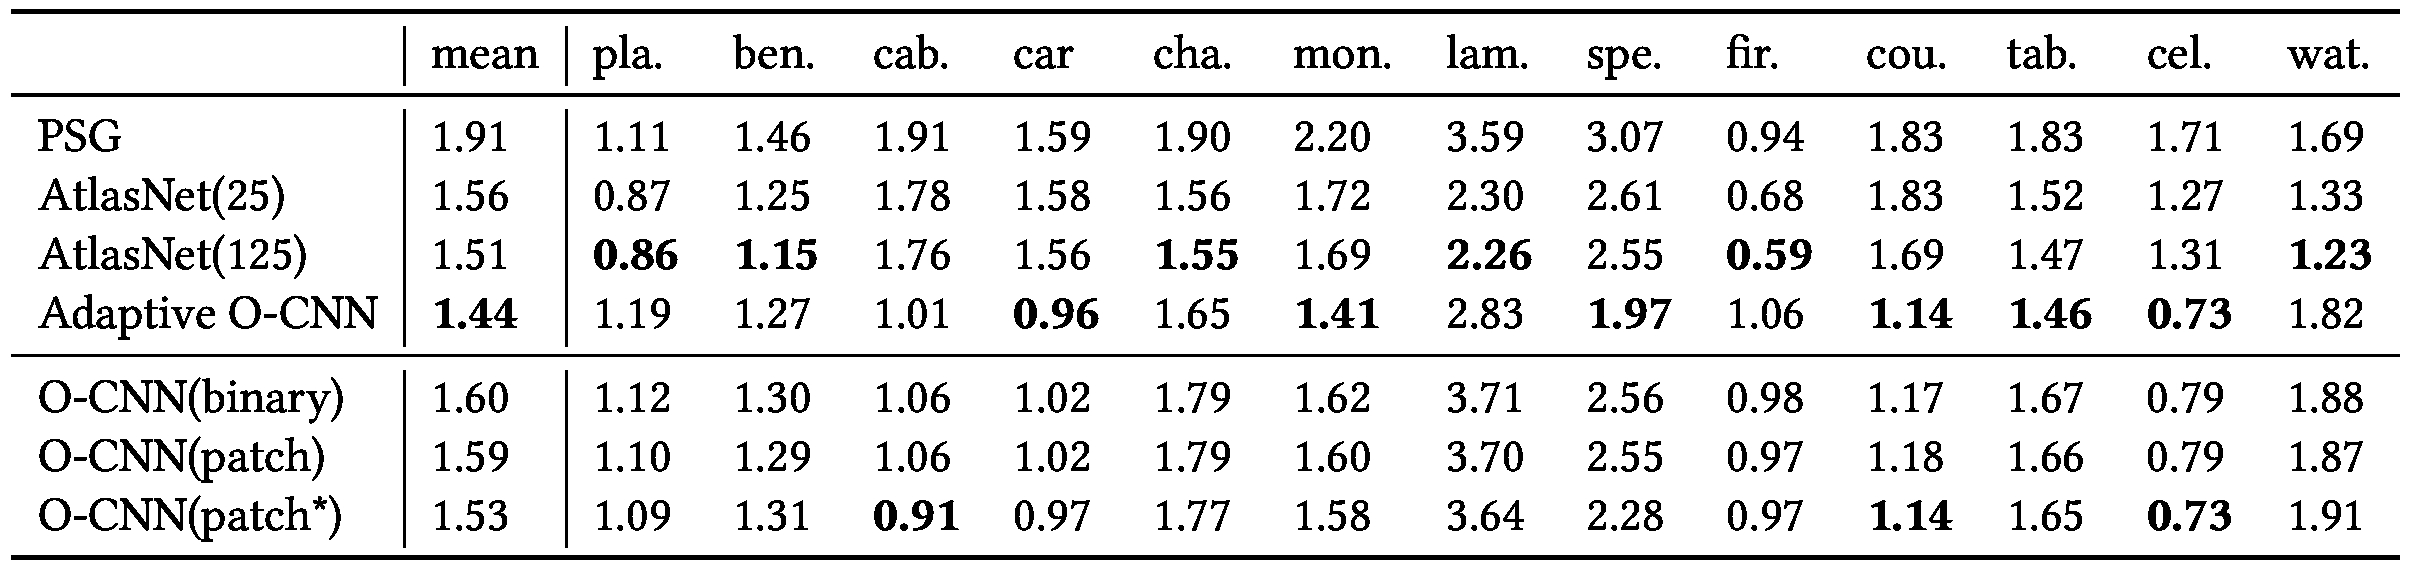 mean pla. ben. cab. car cha. mon. lam. spe. fir. cou. tab. cel. wat.
PSG 1.91 1.11 1.46 1.91 1.59 1.90 2.20 3.59 3.07 0.94 1.83 1.83 1.71 1.69
AtlasNet(25) 1.56 0.87 1.25 1.78 1.58 1.56 1.72 2.30 2.61 0.68 1.83 1.52 1.27 1.33
AtlasNet(125) 1.51 0.86 1.15 1.76 1.56 1.55 1.69 2.26 2.55 0.59 1.69 1.47 1.31 1.23
Adaptive O-CNN 1.44 1.19 1.27 1.01 0.96 1.65 1.41 2.83 1.97 1.06 1.14 1.46 0.73 1.82
O-CNN(binary) 1.60 1.12 1.30 1.06 1.02 1.79 1.62 3.71 2.56 0.98 1.17 1.67 0.79 1.88
O-CNN(patch) 1.59 1.10 1.29 1.06 1.02 1.79 1.60 3.70 2.55 0.97 1.18 1.66 0.79 1.87
O-CNN(patch*) 1.53 1.09 1.31 0.91 0.97 1.77 1.58 3.64 2.28 0.97 1.14 1.65 0.73 1.91